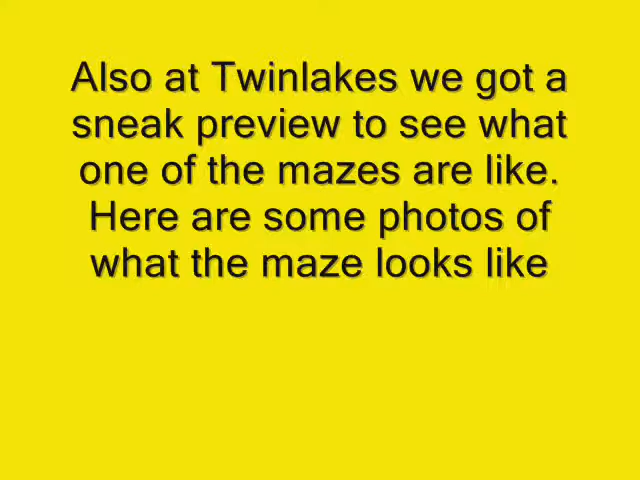 Also at Twinlakes we got a
sneak preview to see what
one of the mazes are like.
Here are some photos of
what the maze looks like